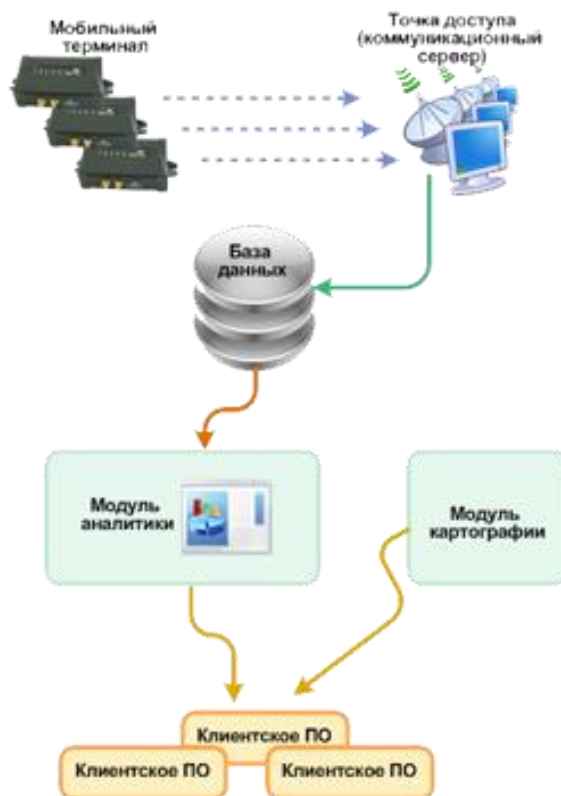 Мобильный
терминал
Точка доступа
(коммуникационный
сервер)
База
данных
Модуль
аналитики
Модуль
картографии
Клиентское ПО
Клиентское ПО
Клиентское ПО